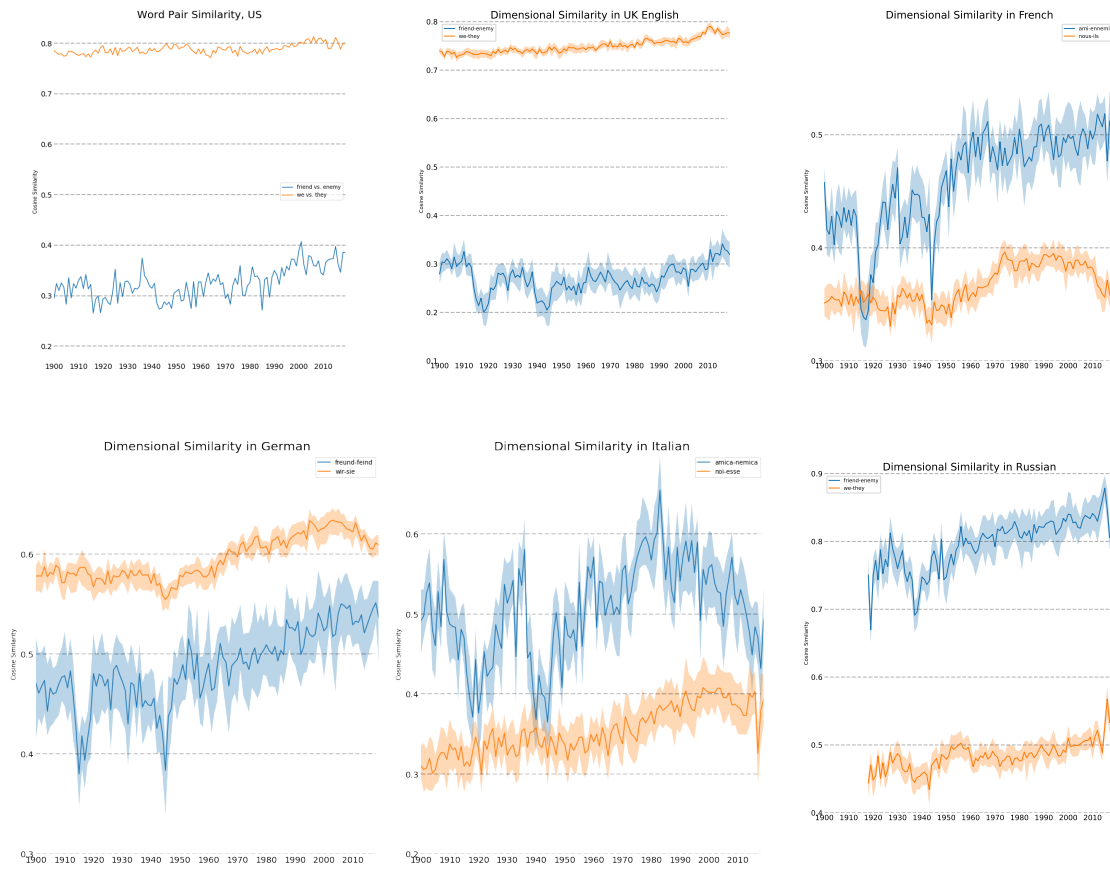 Word Pair Similarity, US
Cosine Similarity
0.8
0.7
0.6
0.5
0.4
0.3
0.2
friend vs. enemy
we vs. they
1900 1910 1920 1930 1940 1950 1960 1970 1980 1990 2000 2010
Dimensional Similarity in UK English
Cosine Similarity
0.8
0.7
0.6
0.5
0.4
0.3
0.2
0.1
friend-enemy
we-they
1900 1910 1920 1930 1940 1950 1960 1970 1980 1990 2000 2010
Dimensional Similarity in French
Cosine Similarity
0.5
0.4
0.3
ami-ennemi
nous-ils
1900 1910 1920 1930 1940 1950 1960 1970 1980 1990 2000 2010
Dimensional Similarity in German
Cosine Similarity
0.6
0.5
0.4
0.3
freund-feind
wir-sie
1900 1910 1920 1930 1940 1950 1960 1970 1980 1990 2000 2010
Dimensional Similarity in Italian
Cosine Similarity
0.6
0.5
0.4
0.3
0.2
amica-nemica
noi-esse
1900 1910 1920 1930 1940 1950 1960 1970 1980 1990 2000 2010
Dimensional Similarity in Russian
Cosine Similarity
0.9
0.8
0.7
0.6
0.5
0.4
friend-enemy
we-they
1900 1910 1920 1930 1940 1950 1960 1970 1980 1990 2000 2010